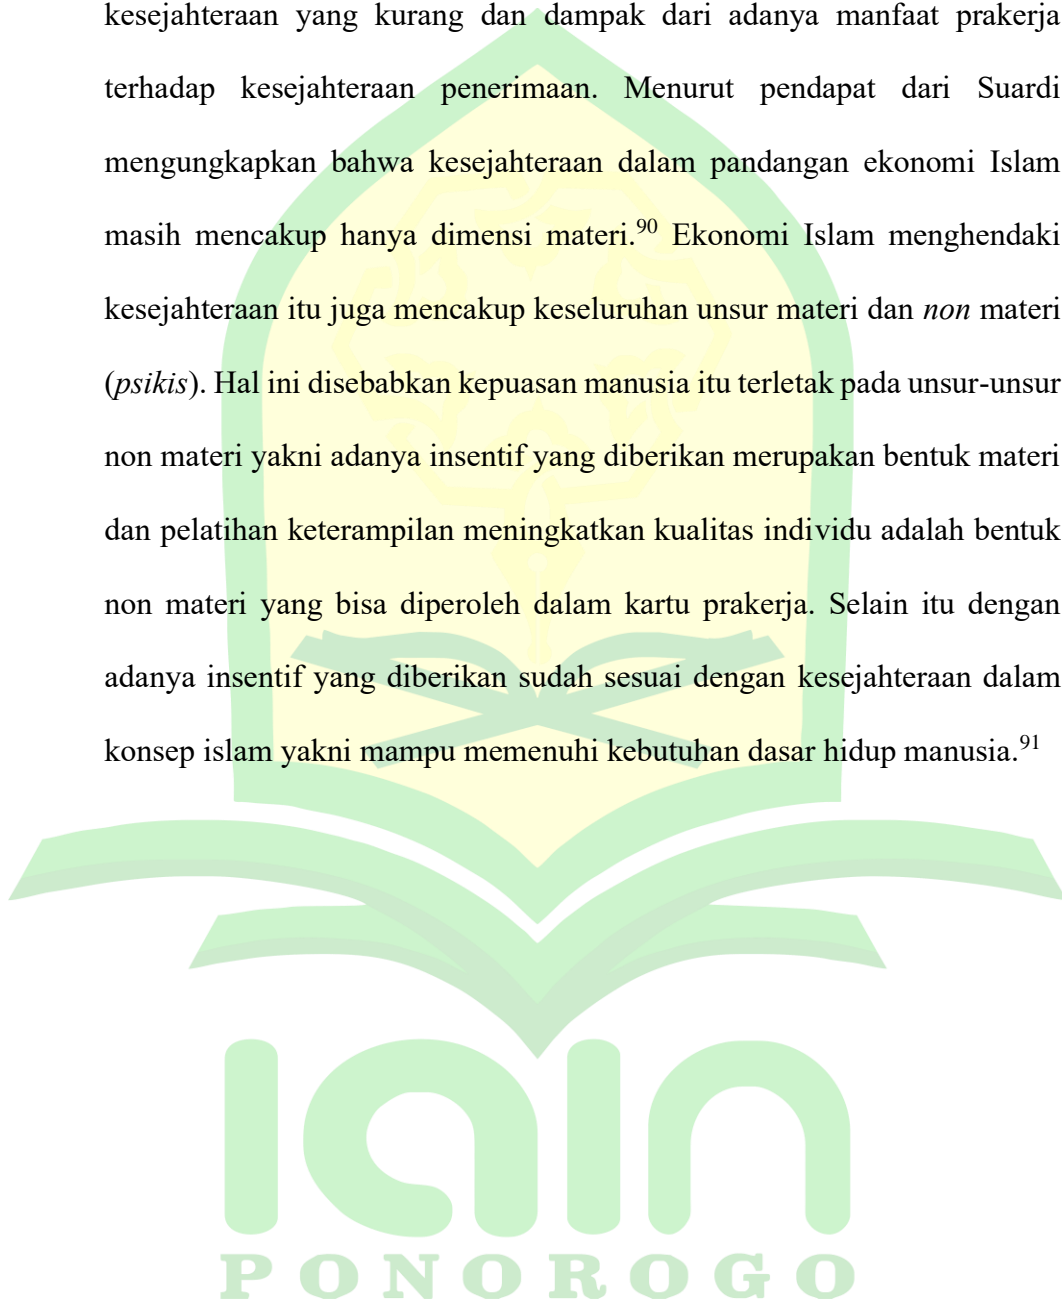 kesejahteraan yang kurang dan dampak dari adanya manfaat prakerja
terhadap kesejahteraan penerimaan. Menurut pendapat dari Suardi
mengungkapkan bahwa kesejahteraan dalam pandangan ekonomi Islam
masih mencakup hanya dimensi materi.90 Ekonomi Islam menghendaki
kesejahteraan itu juga mencakup keseluruhan unsur materi dan non materi
(psikis). Hal ini disebabkan kepuasan manusia itu terletak pada unsur-unsur
non materi yakni adanya insentif yang diberikan merupakan bentuk materi
dan pelatihan keterampilan meningkatkan kualitas individu adalah bentuk
non materi yang bisa diperoleh dalam kartu prakerja. Selain itu dengan
adanya insentif yang diberikan sudah sesuai dengan kesejahteraan dalam
konsep islam yakni mampu memenuhi kebutuhan dasar hidup manusia.91
iain
PONOROGO